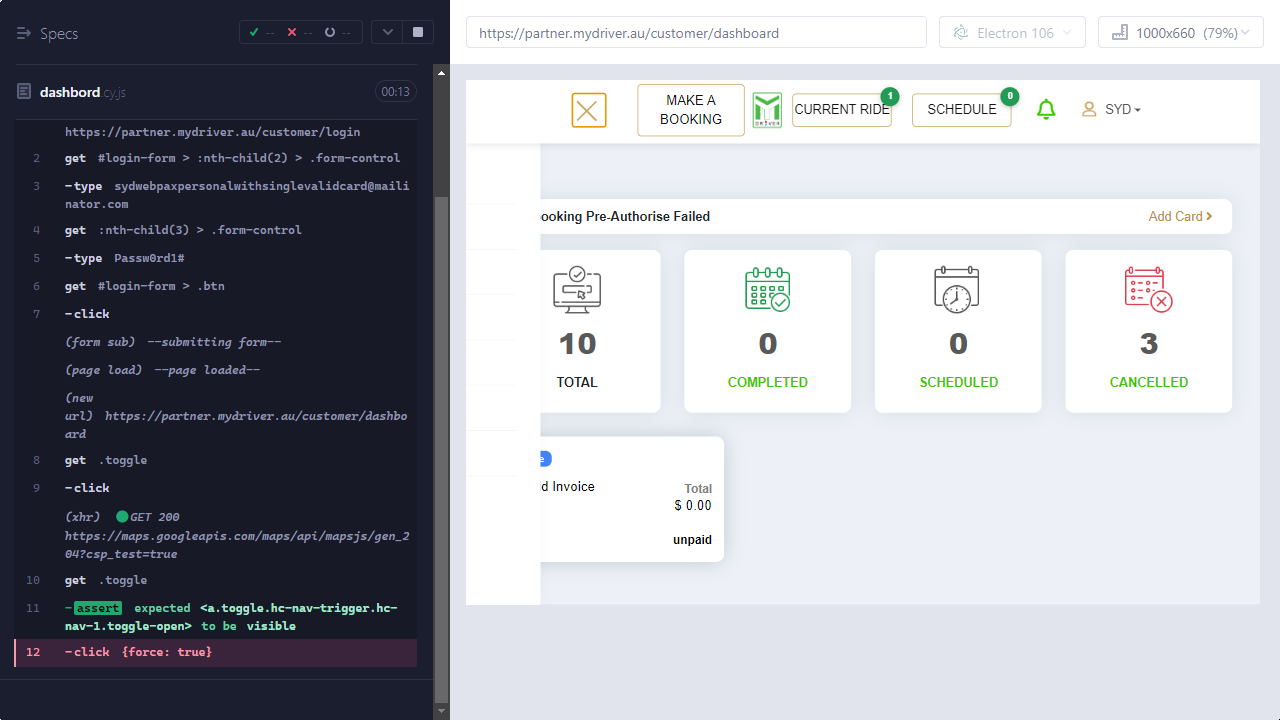 Specs
-- -- --
dashbord.cy.js
00:13
https://partner.mydriver.au/customer/login
2 get #login-form > :nth-child(2) > .form-control
3 -type sydwebpaxpersonalwithsinglevalidcard@maili
nator.com
4 get :nth-child(3) > .form-control
5 -type Passw0rd1#
6 get #login-form > .btn
7 -click
(form sub) --submitting form--
(page load) --page loaded--
(new
url) https://partner.mydriver.au/customer/dashbo
ard
8 get .toggle
9 -click
(xhr) GET 200
https://maps.googleapis.com/maps/api/mapsjs/gen_2
04?csp_test=true
10 get .toggle
11 -assert expected <a.toggle.hc-nav-trigger.hc-
nav-1.toggle-open> to be visible
12 -click {force: true}
https://partner.mydriver.au/customer/dashboard
Electron 106
1000x660 (79%)
MAKE A
BOOKING
DRIVER
CURRENT RIDE
1
SCHEDULE
0
SYD
ooking Pre-Authorise Failed
Add Card
10
TOTAL
0
COMPLETED
0
SCHEDULED
3
CANCELLED
e
d Invoice
Total
$ 0.00
unpaid